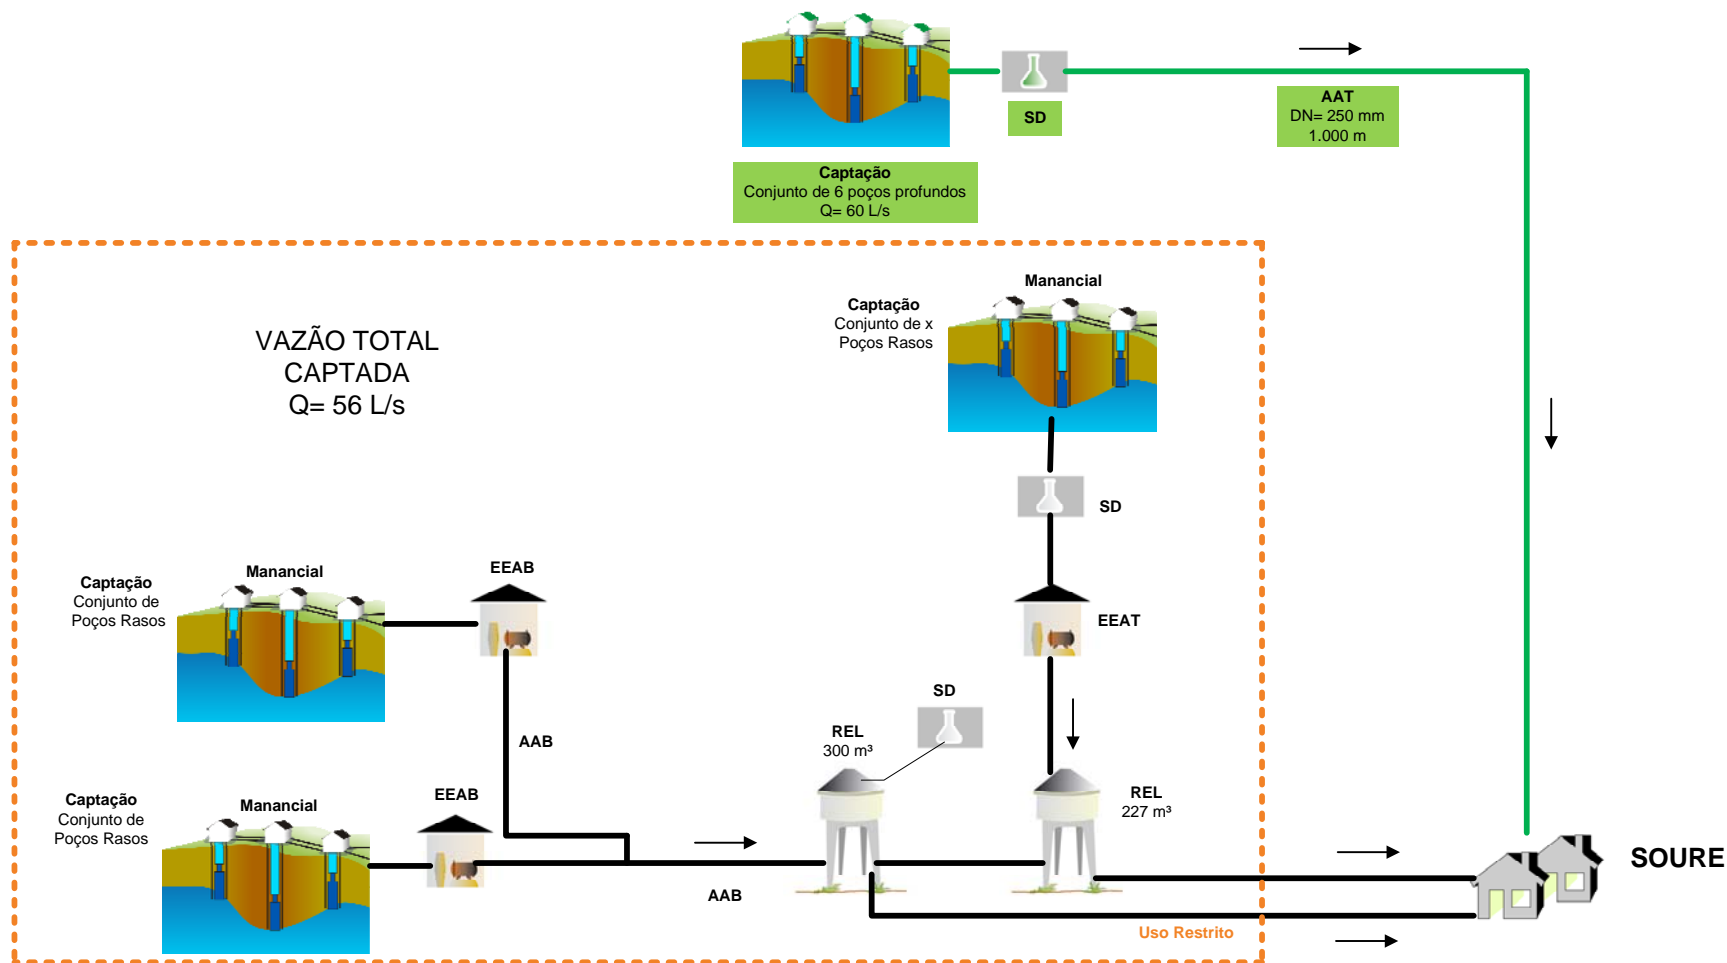 SD
AAT
DN= 250 mm
1.000 m
Captação
Conjunto de 6 poços profundos
Q= 60 L/s
VAZÃO TOTAL
CAPTADA
Q= 56 L/s
Manancial
Captação
Conjunto de x
Poços Rasos
SD
EEAT
EEAB
Manancial
Captação
Conjunto de
Poços Rasos
AAB
SD
REL
300 m³
REL
227 m³
EEAB
Manancial
Captação
Conjunto de
Poços Rasos
AAB
SOURE
Uso Restrito